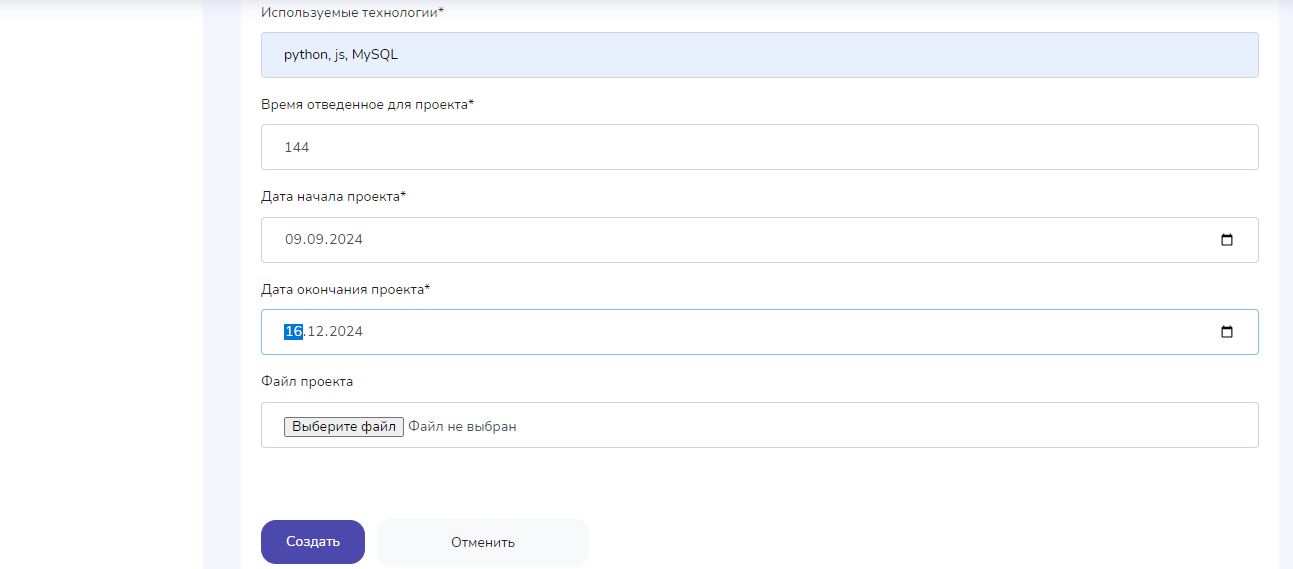 Используемые технологии*
python, js, MySQL
Время отведенное для проекта*
144
Дата начала проекта*
09.09.2024
Дата окончания проекта*
16.12.2024
Файл проекта
Выберите файл Файл не выбран
Создать Отменить